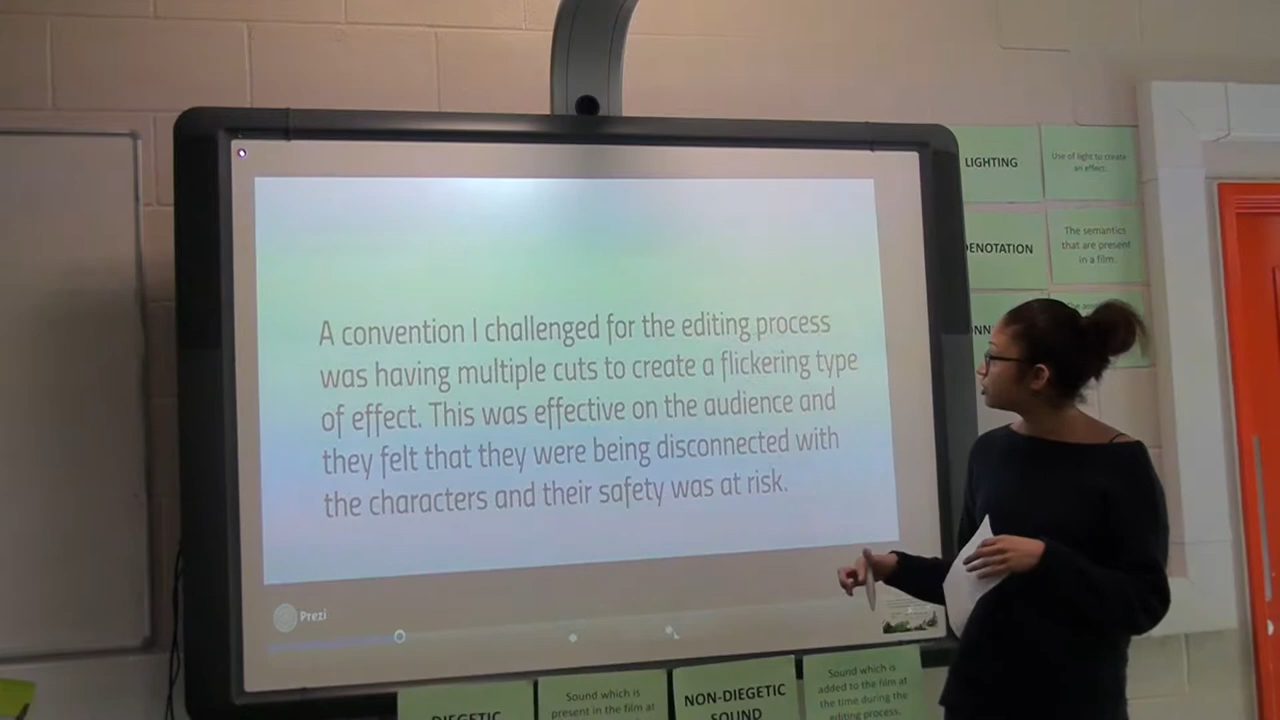 A convention I challenged for the editing process
was having multiple cuts to create a flickering type
of effect. This was effective on the audience and
they felt that they were being disconnected with
the characters and their safety was at risk.
Prezi
LIGHTING
Use of light to create
an effect.
DENOTATION
The semantics
that are present
in a film.
DIEGETIC
Sound which is
present in the film at
NON-DIEGETIC
SOUND
Sound which is
added to the film at
the time during the
editing process.